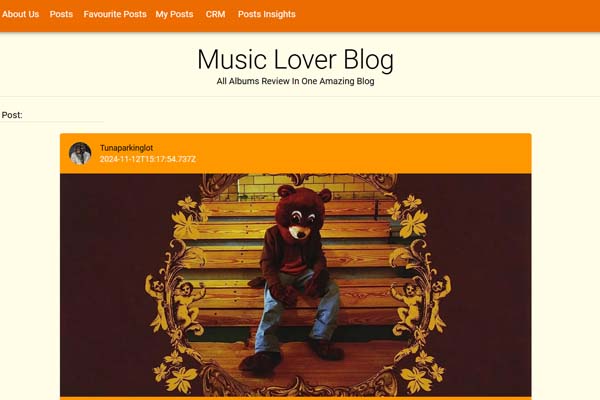 About Us Posts Favourite Posts My Posts CRM Posts Insights
Music Lover Blog
All Albums Review In One Amazing Blog
Post:
Tunaparkinglot
2024-11-12T15:17:54.737Z